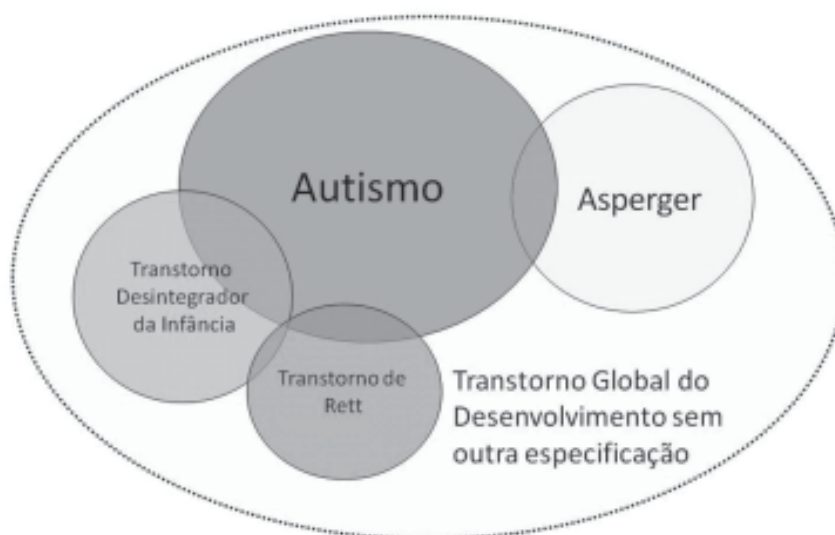 Autismo
Asperger
Transtorno
Desintegrador
da Infância
Transtorno de
Rett
Transtorno Global do
Desenvolvimento sem
outra especificação